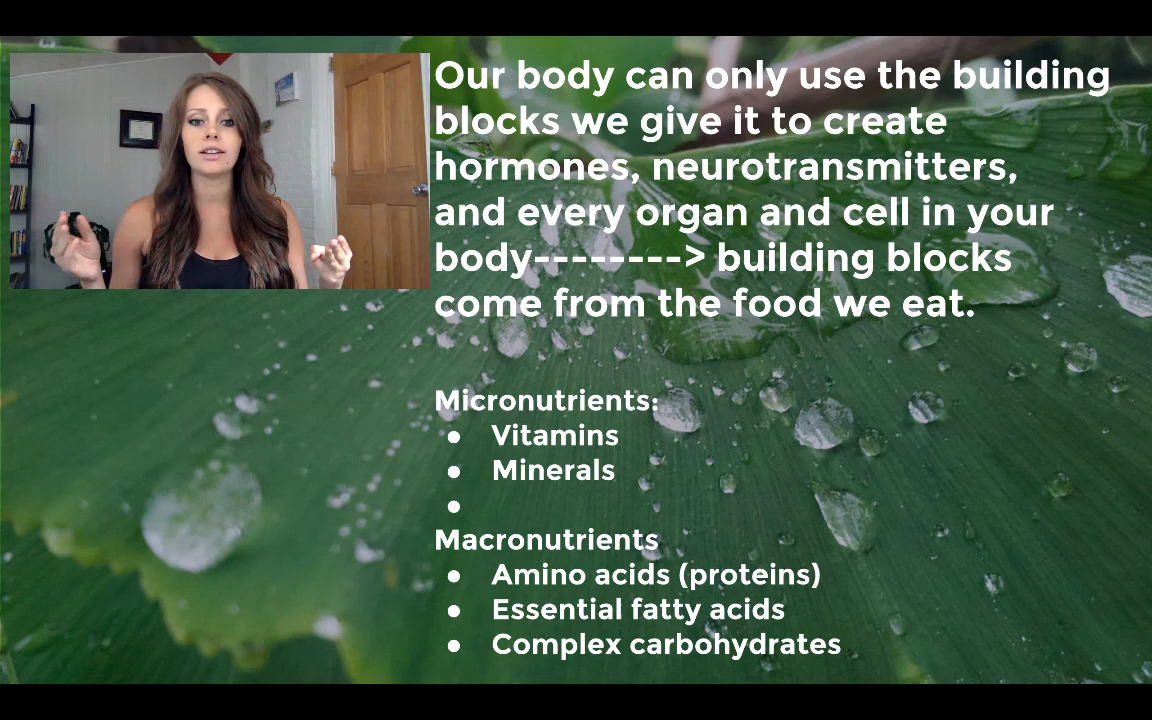 Our body can only use the building
blocks we give it to create
hormones, neurotransmitters,
and every organ and cell in your
body--------> building blocks
come from the food we eat.
Micronutrients:
● Vitamins
● Minerals
●
Macronutrients
● Amino acids (proteins)
● Essential fatty acids
● Complex carbohydrates